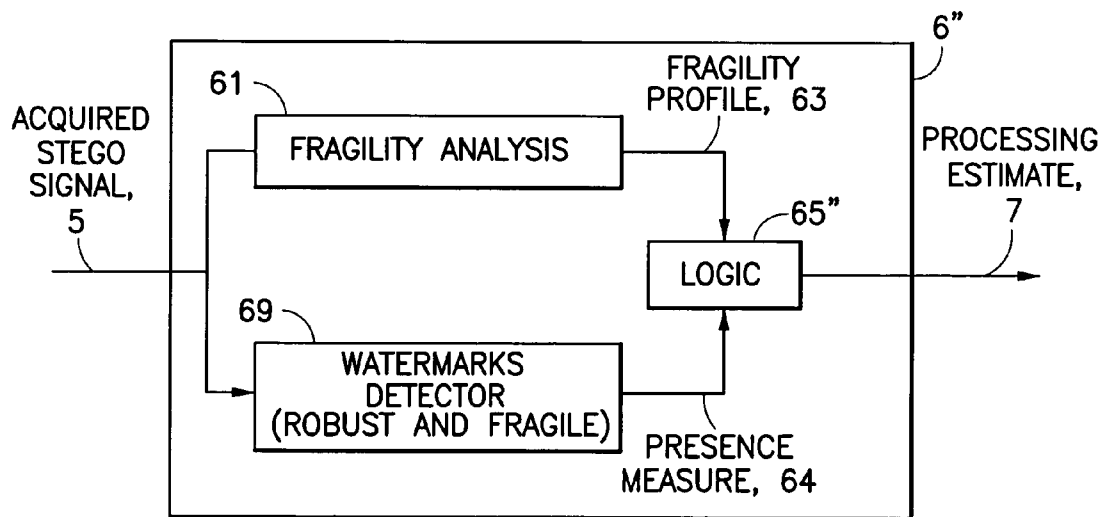 6”
61
FRAGILITY
PROFILE, 63
ACQUIRED
STEGO
SIGNAL,
5
FRAGILITY ANALYSIS
PROCESSING
ESTIMATE,
7
65”
LOGIC
69
WATERMARKS
DETECTOR
(ROBUST AND FRAGILE)
PRESENCE
MEASURE, 64